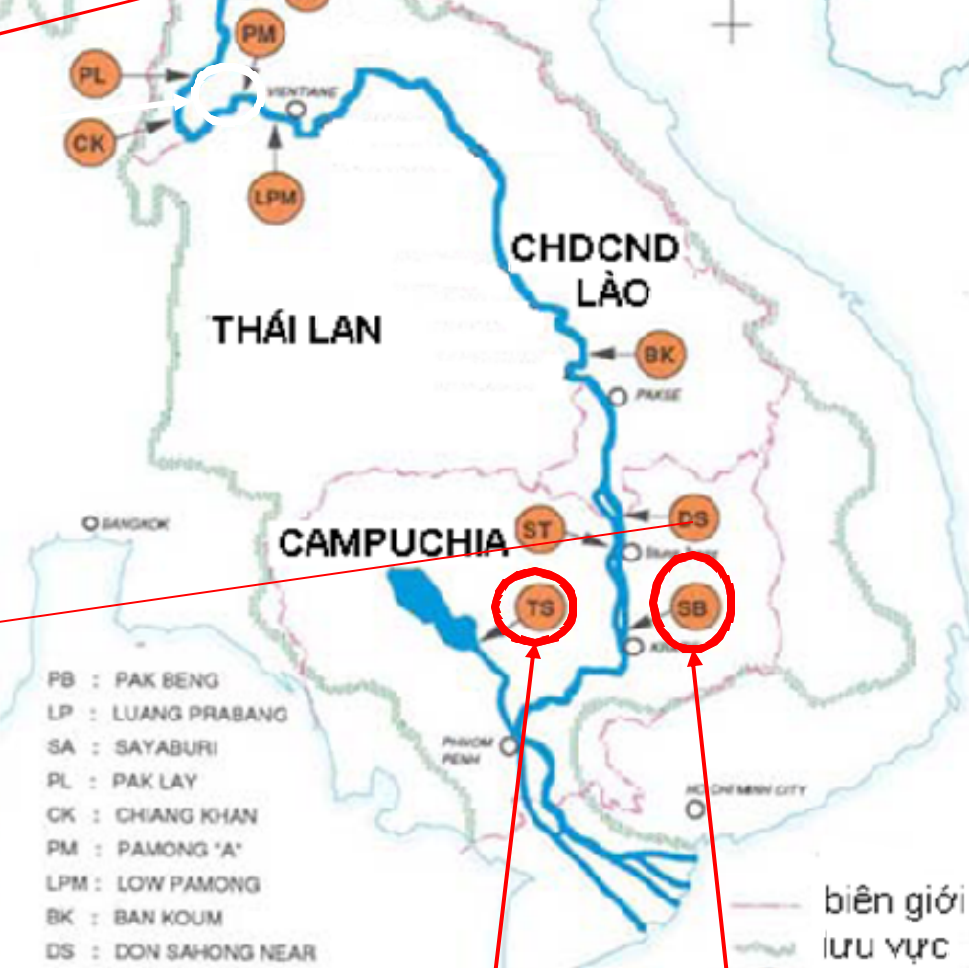 PM
PL
VIENTIANE
CK
LPM
CHDCND
LÀO
THÁI LAN
BK
PAKSE
DS
ST
BANGKOK
CAMPUCHIA
TS
SB
PB : PAK BENG
LP : LUANG PRABANG
SA : SAYABURI
PL : PAK LAY
CK : CHIANG KHAN
PM : PAMONG "A"
LPM : LOW PAMONG
BK : BAN KOUM
DS : DON SAHONG NEAR
PHNOM
PENH
HO CHI MINH CITY
biên giới
lưu vực